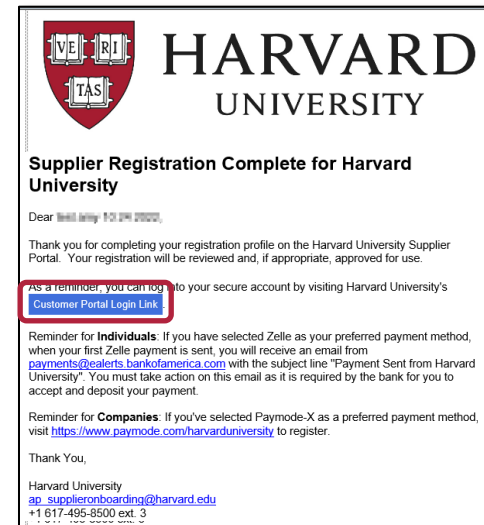 VE RI
TAS
HARVARD
UNIVERSITY
Supplier Registration Complete for Harvard
University
Dear
Thank you for completing your registration profile on the Harvard University Supplier
Portal. Your registration will be reviewed and, if appropriate, approved for use.
As a reminder, you can log into your secure account by visiting Harvard University's
Customer Portal Login Link.
Reminder for Individuals: If you have selected Zelle as your preferred payment method,
when your first Zelle payment is sent, you will receive an email from
payments@ealerts.bankofamerica.com with the subject line "Payment Sent from Harvard
University". You must take action on this email as it is required by the bank for you to
accept and deposit your payment.
Reminder for Companies: If you've selected Paymode-X as a preferred payment method,
visit https://www.paymode.com/harvarduniversity to register.
Thank You,
Harvard University
ap_supplieronboarding@harvard.edu
+1 617-495-8500 ext. 3